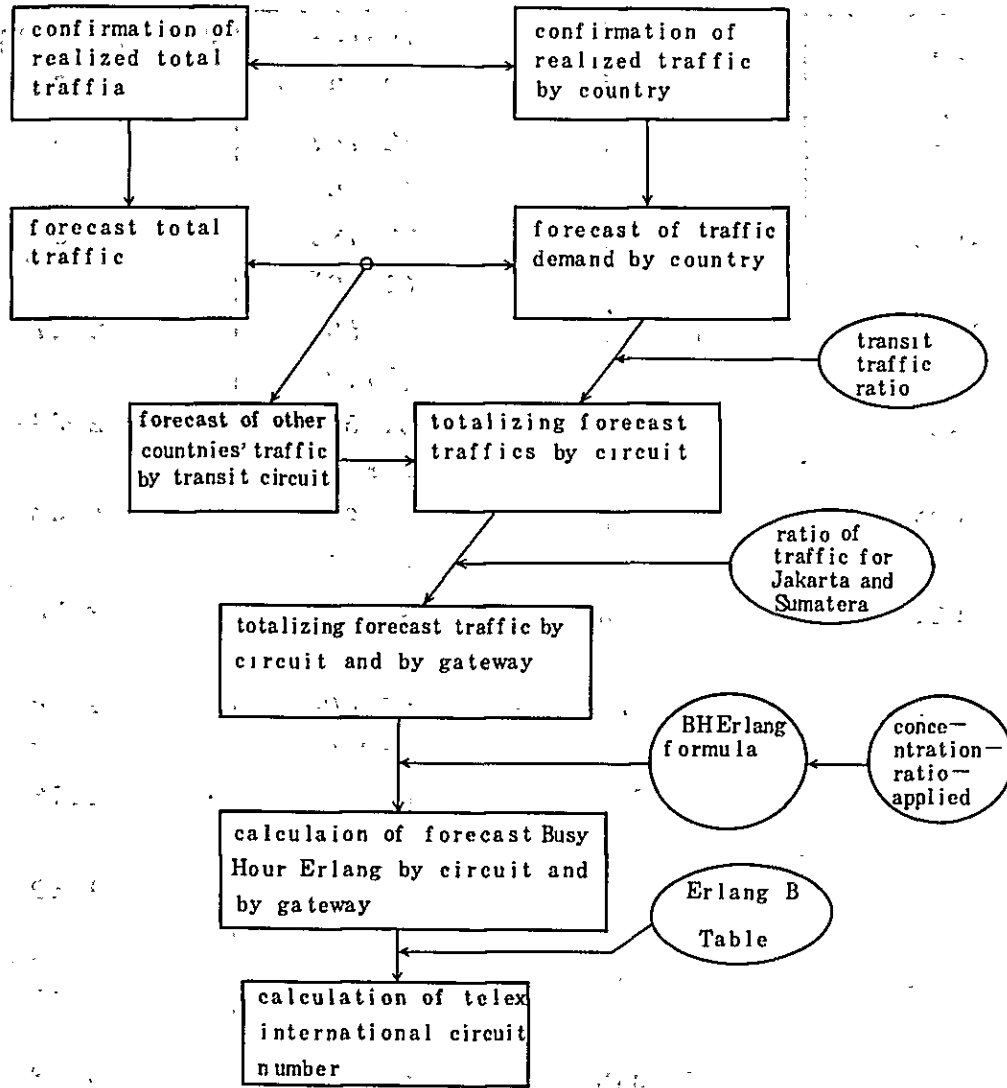 confirmation of
realized total
traffia
confirmation of
realized traffic
by country
forecast total
traffic
forecast of traffic
demand by country
transit
traffic
ratio
forecast of other
countnies' traffic
by transit circuit
totalizing forecast
traffics by circuit
ratio of
traffic for
Jakarta and
Sumatera
totalizing forecast traffic by
circuit and by gateway
BHErlang
formula
conce-
ntration-
ratio-
applied
calculaion of forecast Busy
Hour Erlang by circuit and
by gateway
Erlang B
Table
calculation of telex
international circuit
number